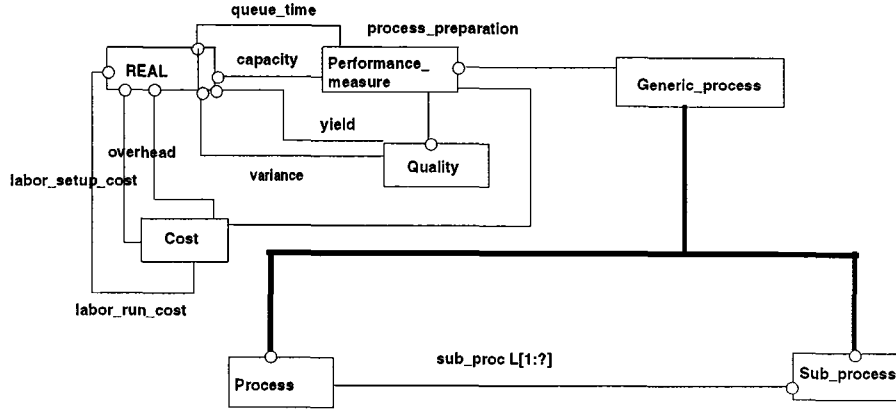 queue_time
process_preparation
REAL
capacity
Performance_
measure
Generic_process
yield
overhead
Quality
labor_setup_cost
variance
Cost
labor_run_cost
sub_proc L[1:?]
Process
Sub_process